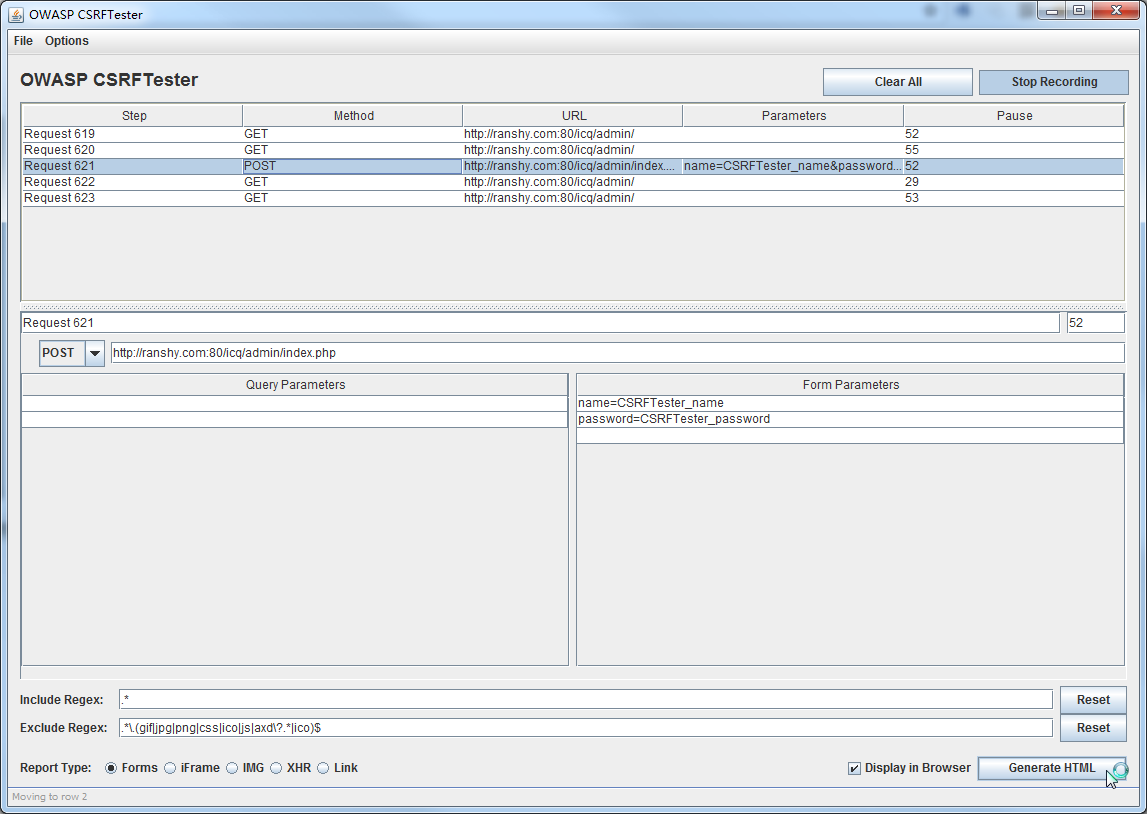 OWASP CSRFTester
File Options
OWASP CSRFTester
Clear All Stop Recording
Step Method URL Parameters Pause
Request 619 GET http://ranshy.com:80/icq/admin/ 52
Request 620 GET http://ranshy.com:80/icq/admin/ 55
Request 621 POST http://ranshy.com:80/icq/admin/index.... name=CSRFTester_name&password... 52
Request 622 GET http://ranshy.com:80/icq/admin/ 29
Request 623 GET http://ranshy.com:80/icq/admin/ 53
Request 621 52
POST http://ranshy.com:80/icq/admin/index.php
Query Parameters Form Parameters
name=CSRFTester_name
password=CSRFTester_password
Include Regex: .* Reset
Exclude Regex: .*\.(gif|jpg|png|css|ico|js|axd\?.*|ico)$ Reset
Report Type: Forms iFrame IMG XHR Link Display in Browser Generate HTML
Moving to row 2